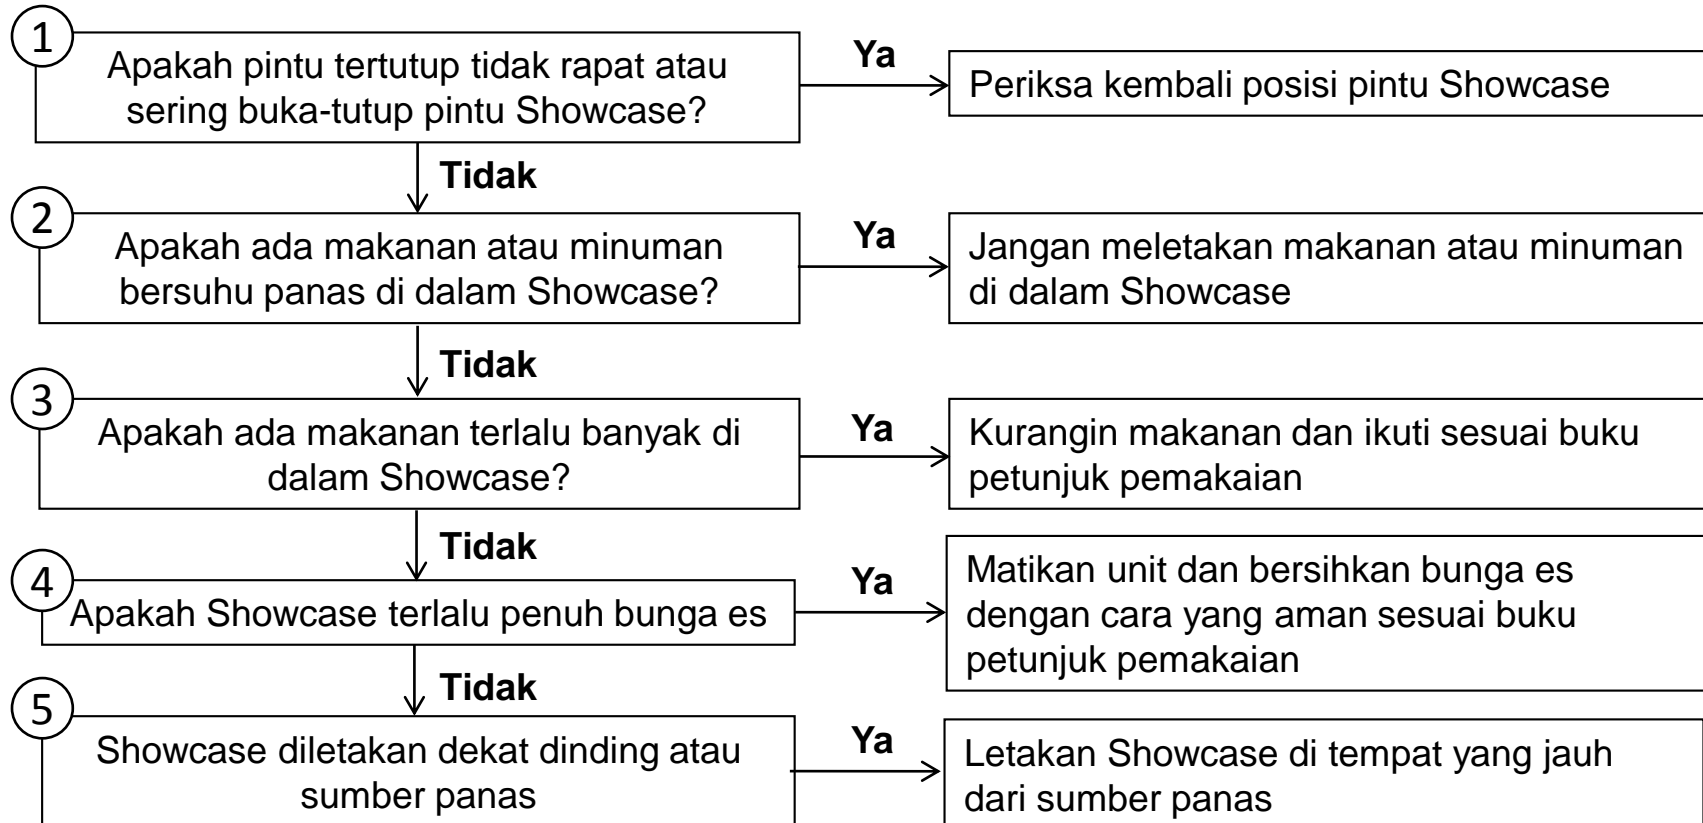 1
Apakah pintu tertutup tidak rapat atau
sering buka-tutup pintu Showcase?
Ya
Periksa kembali posisi pintu Showcase
Tidak
2
Apakah ada makanan atau minuman
bersuhu panas di dalam Showcase?
Ya
Jangan meletakan makanan atau minuman
di dalam Showcase
Tidak
3
Apakah ada makanan terlalu banyak di
dalam Showcase?
Ya
Kurangin makanan dan ikuti sesuai buku
petunjuk pemakaian
Tidak
4
Apakah Showcase terlalu penuh bunga es
Ya
Matikan unit dan bersihkan bunga es
dengan cara yang aman sesuai buku
petunjuk pemakaian
Tidak
5
Showcase diletakan dekat dinding atau
sumber panas
Ya
Letakan Showcase di tempat yang jauh
dari sumber panas